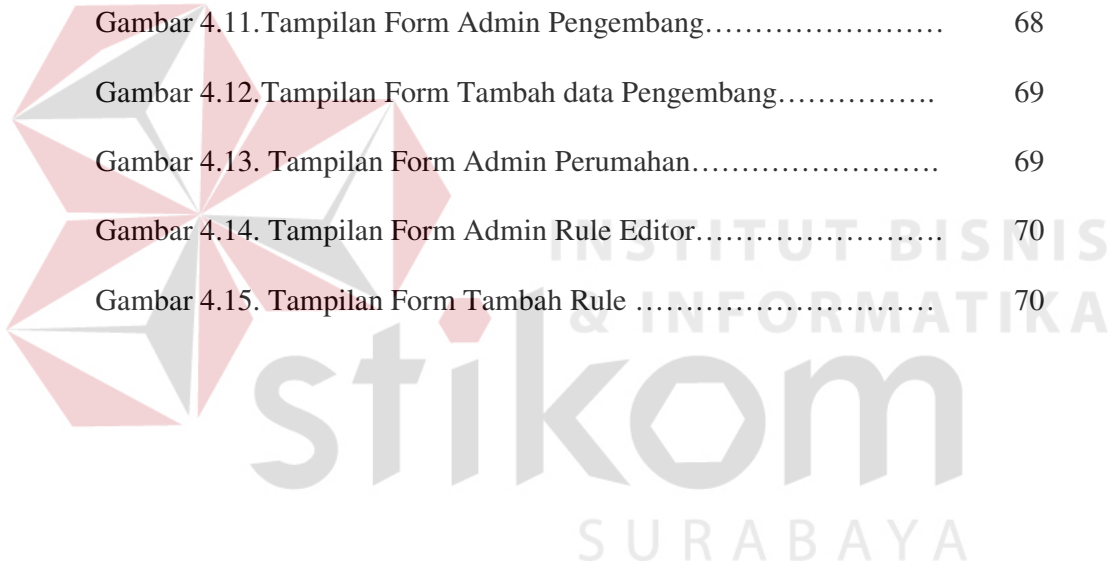 Gambar 4.11.Tampilan Form Admin Pengembang…………………… 68
Gambar 4.12.Tampilan Form Tambah data Pengembang……………. 69
Gambar 4.13. Tampilan Form Admin Perumahan……………………. 69
Gambar 4.14. Tampilan Form Admin Rule Editor……………………. 70
Gambar 4.15. Tampilan Form Tambah Rule ………………………… 70
INSTITUT BISNIS
& INFORMATIKA
stikom
SURABAYA